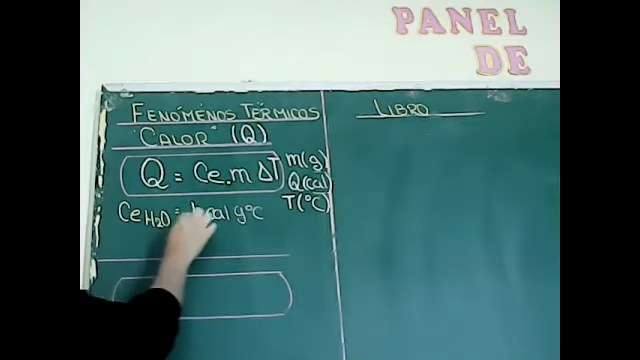 PANEL
DE
FENÓMENOS TÉRMICOS
"CALOR" (Q)
Q = Ce.m ΔT
m(g)
Q(cal)
T(°C)
CeH2O = cal g°C
LIBRO